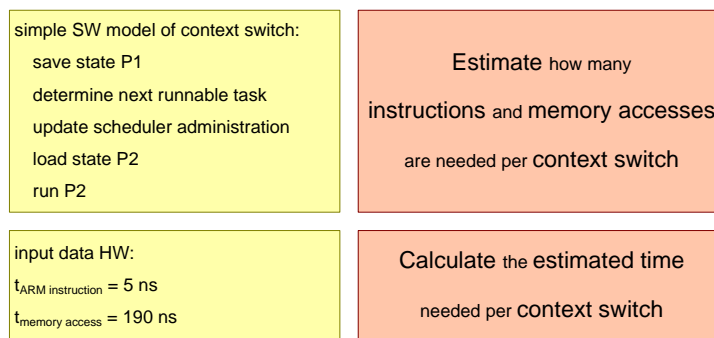 simple SW model of context switch:
save state P1
determine next runnable task
update scheduler administration
load state P2
run P2
Estimate how many
instructions and memory accesses
are needed per context switch
input data HW:
tARM instruction = 5 ns
tmemory access = 190 ns
Calculate the estimated time
needed per context switch